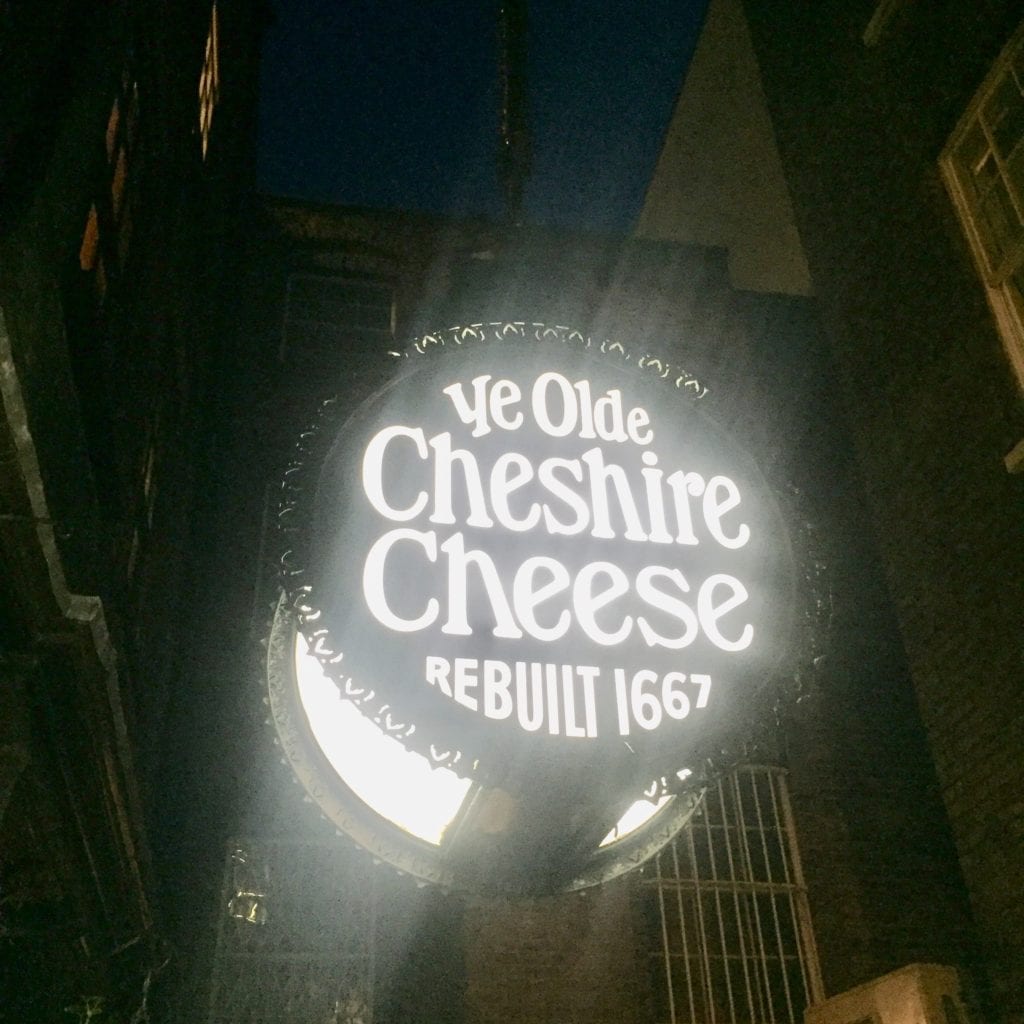 Ye Olde
Cheshire
Cheese
REBUILT 1667